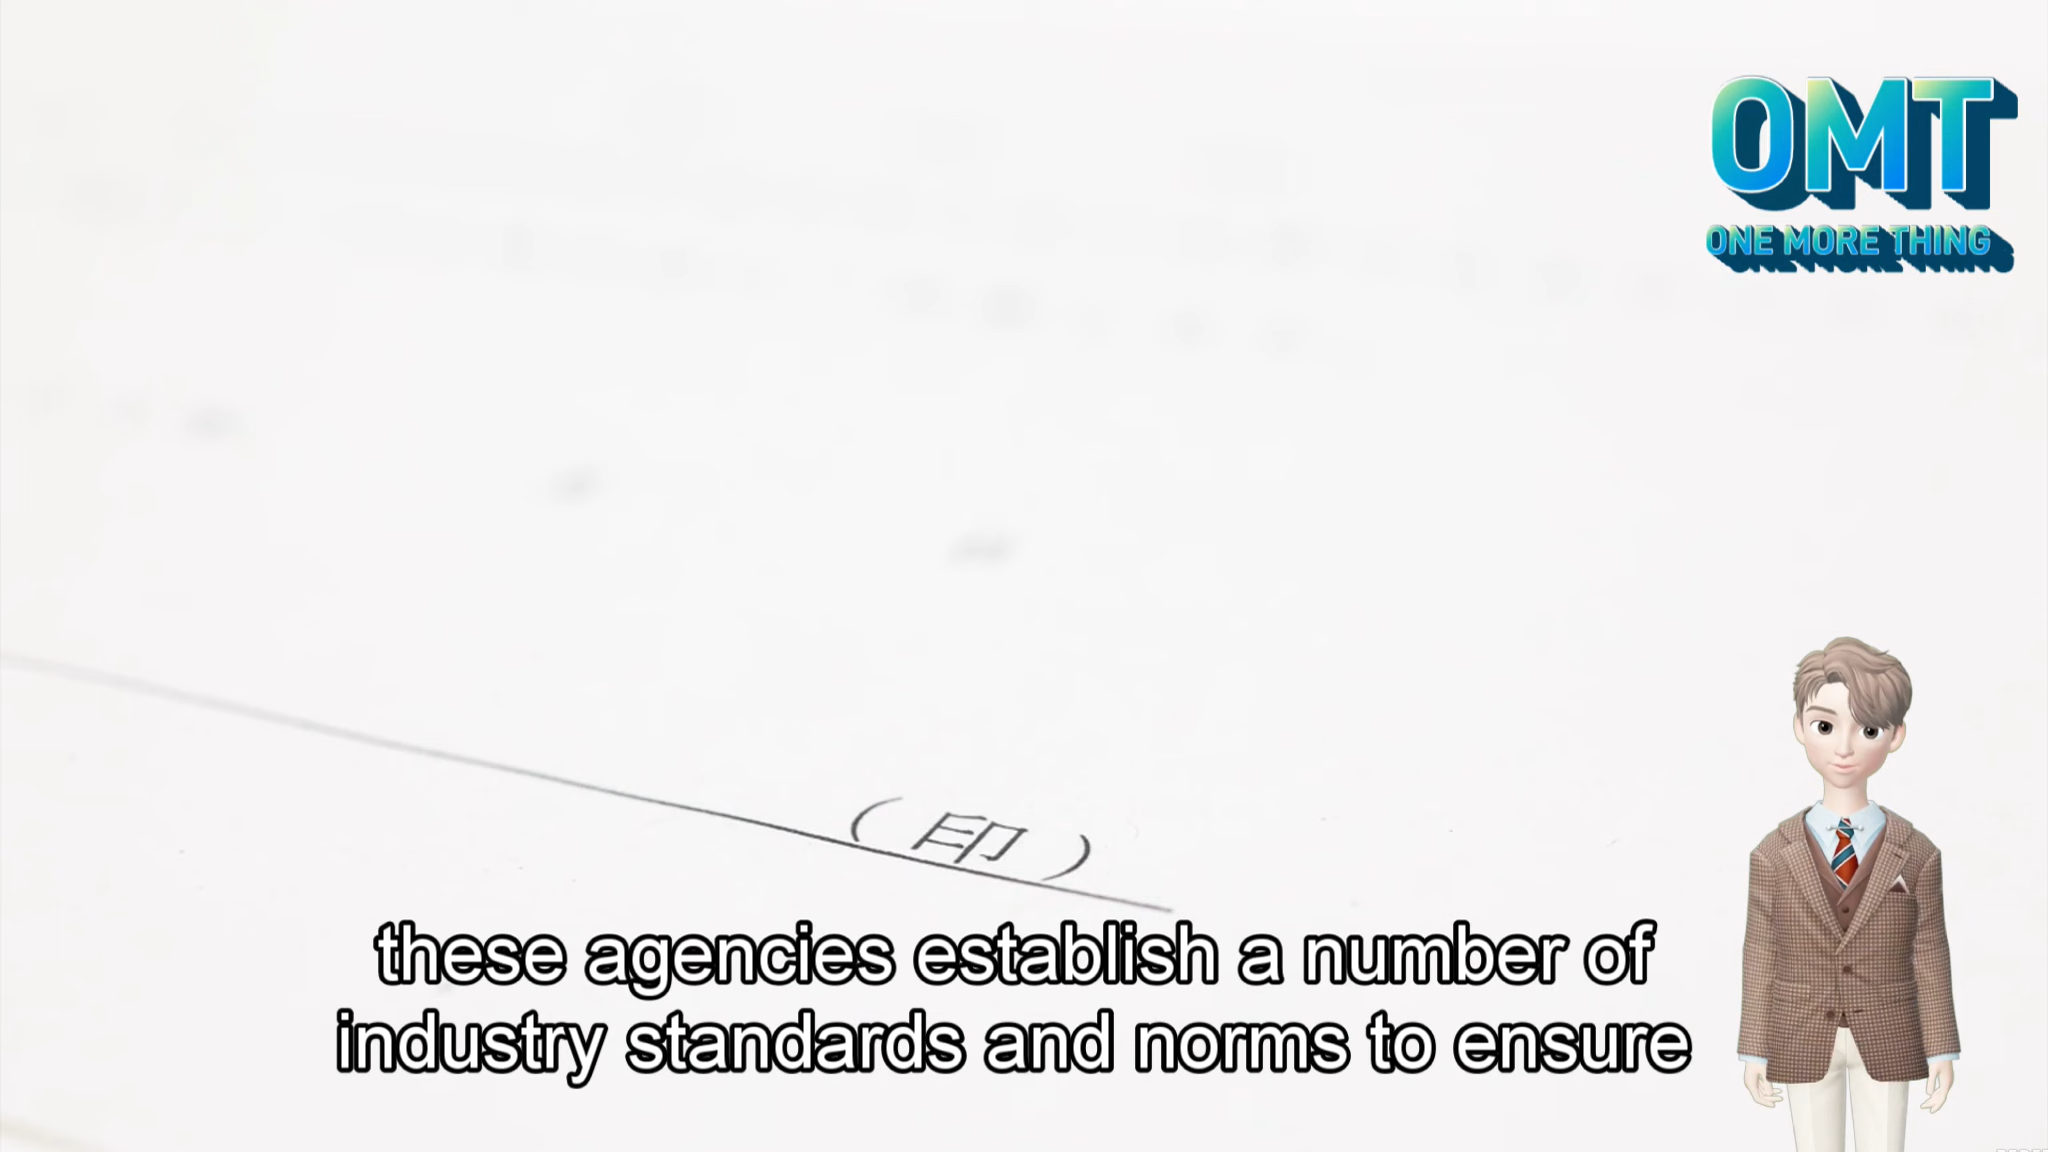 OMT
ONE MORE THING
(印)
these agencies establish a number of
industry standards and norms to ensure